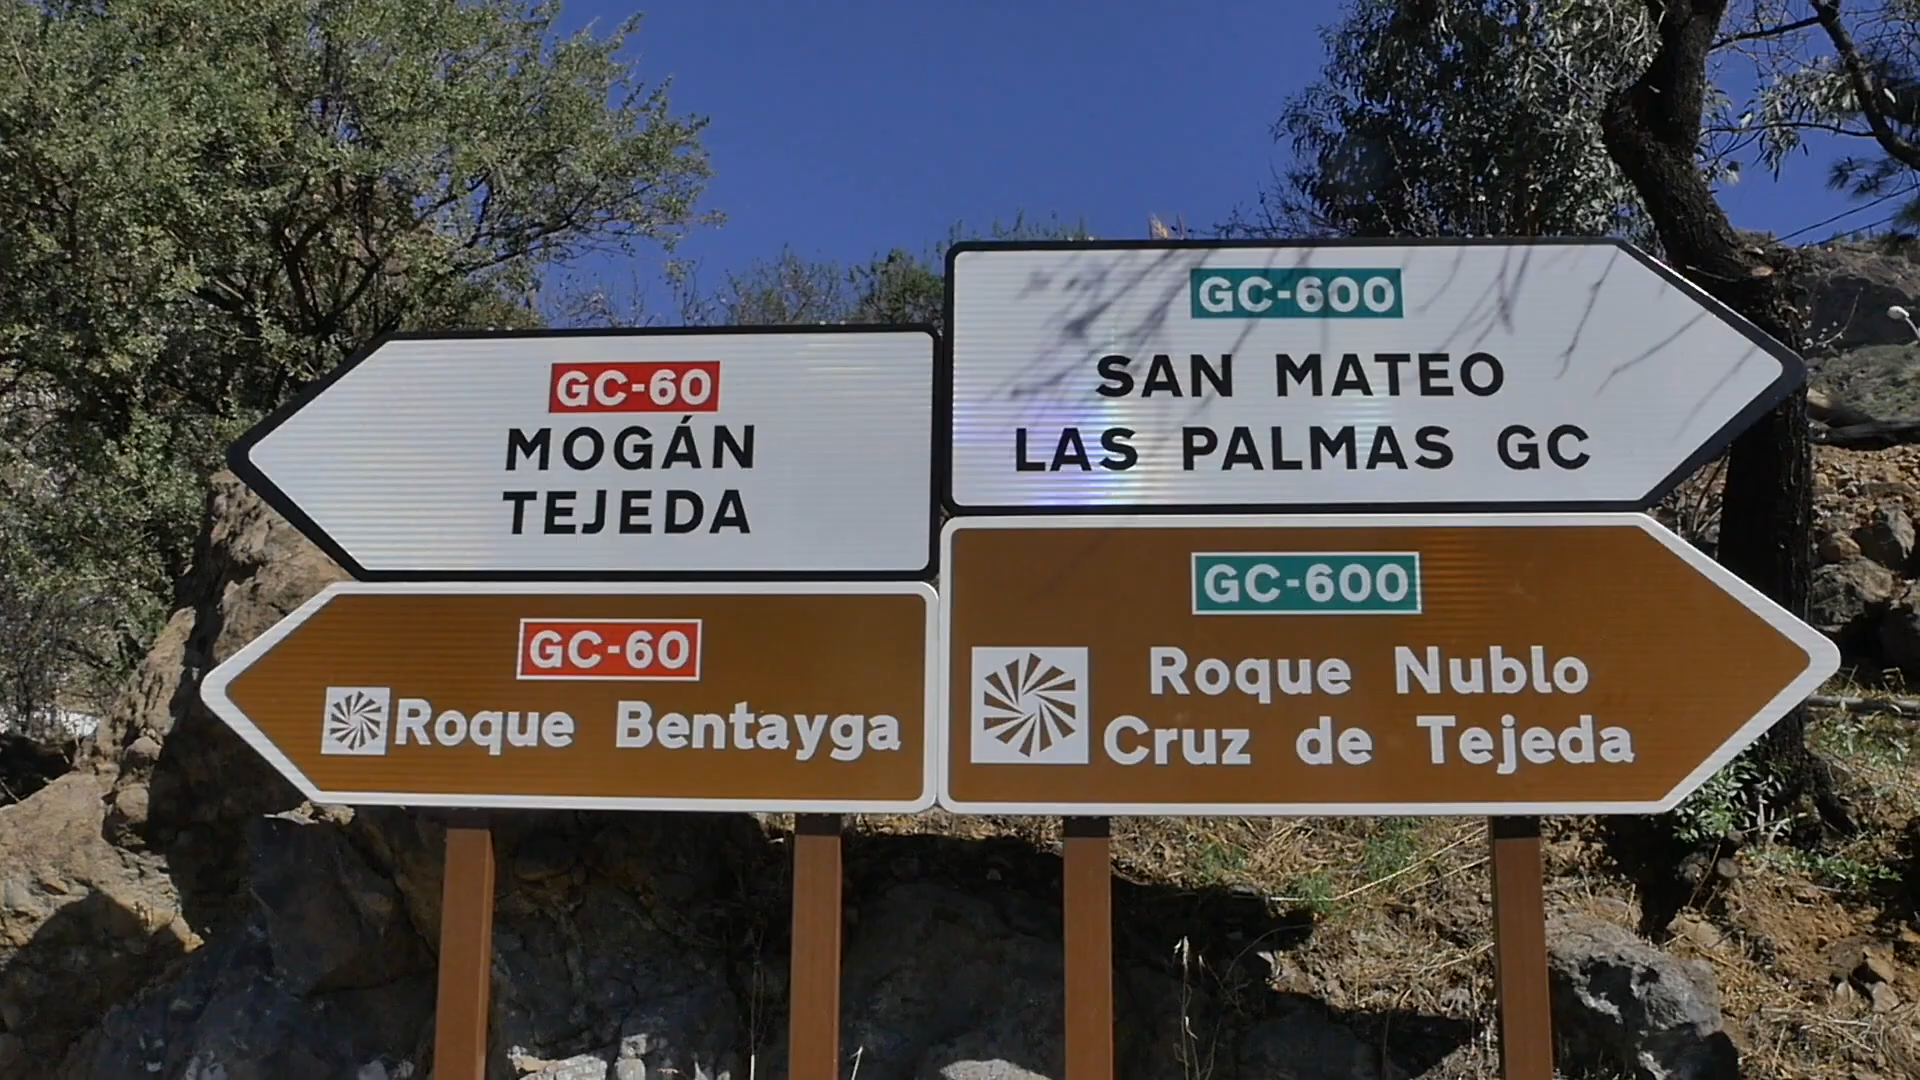 GC-60
MOGÁN
TEJEDA
GC-600
SAN MATEO
LAS PALMAS GC
GC-60
Roque Bentayga
GC-600
Roque Nublo
Cruz de Tejeda